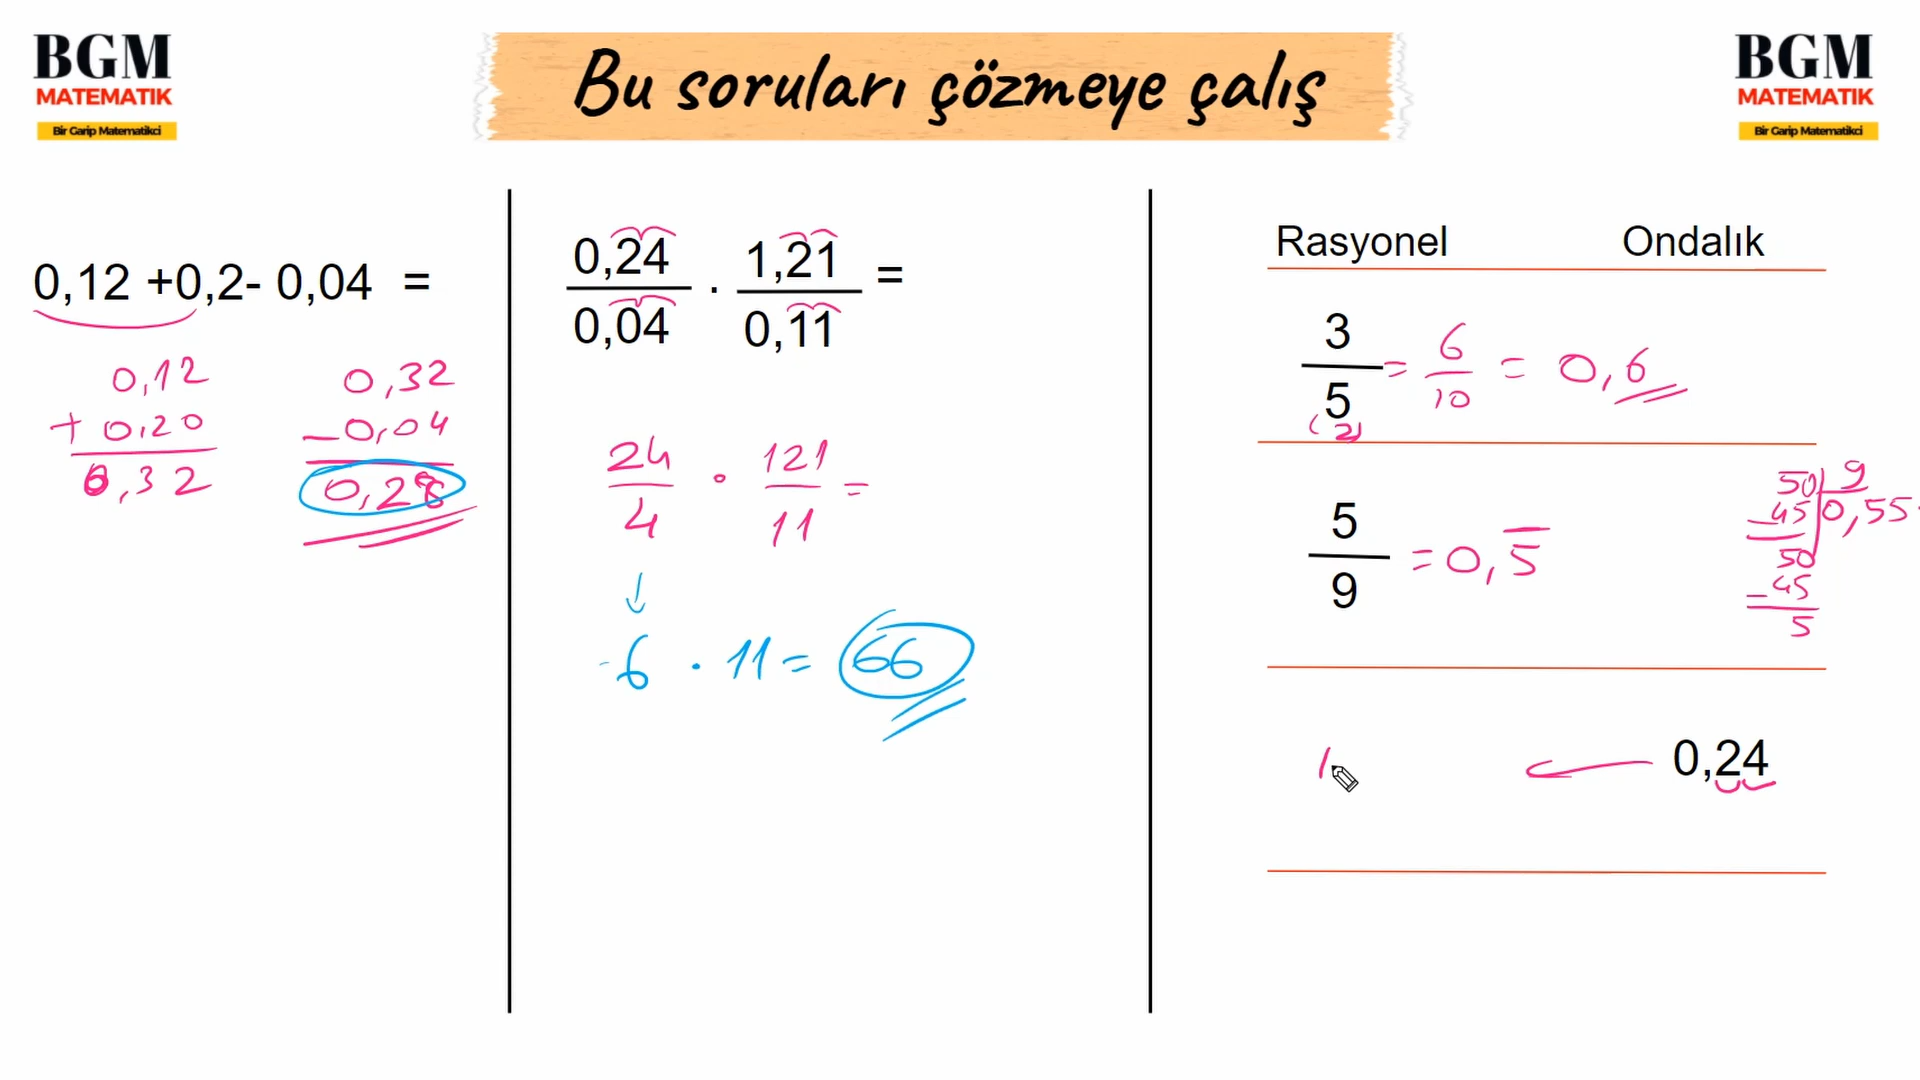 BGM
MATEMATIK
Bir Garip Matematikci
Bu soruları çözmeye çalış
BGM
MATEMATIK
Bir Garip Matematikci
0,12 +0,2- 0,04 =
0,12
+ 0,20
0,32
0,32
- 0,04
0,28
0,24 / 0,04 . 1,21 / 0,11 =
24 / 4 . 121 / 11 =
6 . 11 = 66
Rasyonel Ondalık
3 / 5 = 6 / 10 = 0,6
(2)
5 / 9 = 0,5̅
50 9
-45 0,55
50
-45
5
0,24